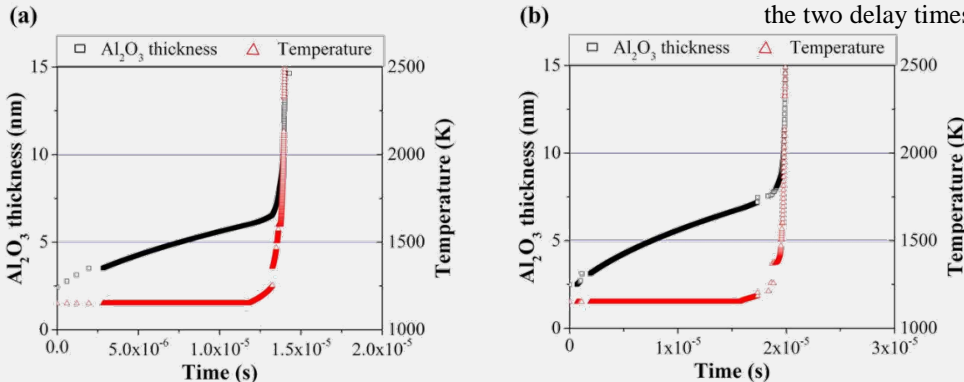 the two delay times
(a)
□ Al₂O₃ thickness △ Temperature
Al₂O₃ thickness (nm)
15
10
5
0
2500
2000
1500
1000
Temperature (K)
0.0 5.0x10⁻⁶ 1.0x10⁻⁵ 1.5x10⁻⁵ 2.0x10⁻⁵
Time (s)
(b)
□ Al₂O₃ thickness △ Temperature
Al₂O₃ thickness (nm)
15
10
5
0
2500
2000
1500
1000
Temperature (K)
0 1x10⁻⁵ 2x10⁻⁵ 3x10⁻⁵
Time (s)